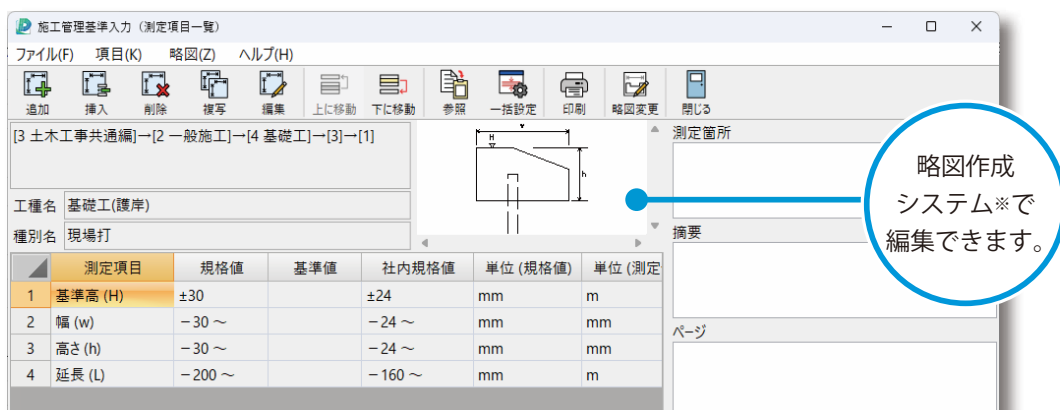 施工管理基準入力（測定項目一覧）
ファイル(F) 項目(K) 略図(Z) ヘルプ(H)
追加 挿入 削除 複写 編集 上に移動 下に移動 参照 一括設定 印刷 略図変更 閉じる
[3 土木工事共通編]→[2 一般施工]→[4 基礎工]→[3]→[1]
w
H
h
測定箇所
略図作成
システム※で
編集できます。
工種名 基礎工(護岸)
種別名 現場打
摘要
測定項目 規格値 基準値 社内規格値 単位 (規格値) 単位 (測定
1 基準高 (H) ±30 ±24 mm m
2 幅 (w) －30 ～ －24 ～ mm mm
3 高さ (h) －30 ～ －24 ～ mm mm
4 延長 (L) －200 ～ －160 ～ mm m
ページ